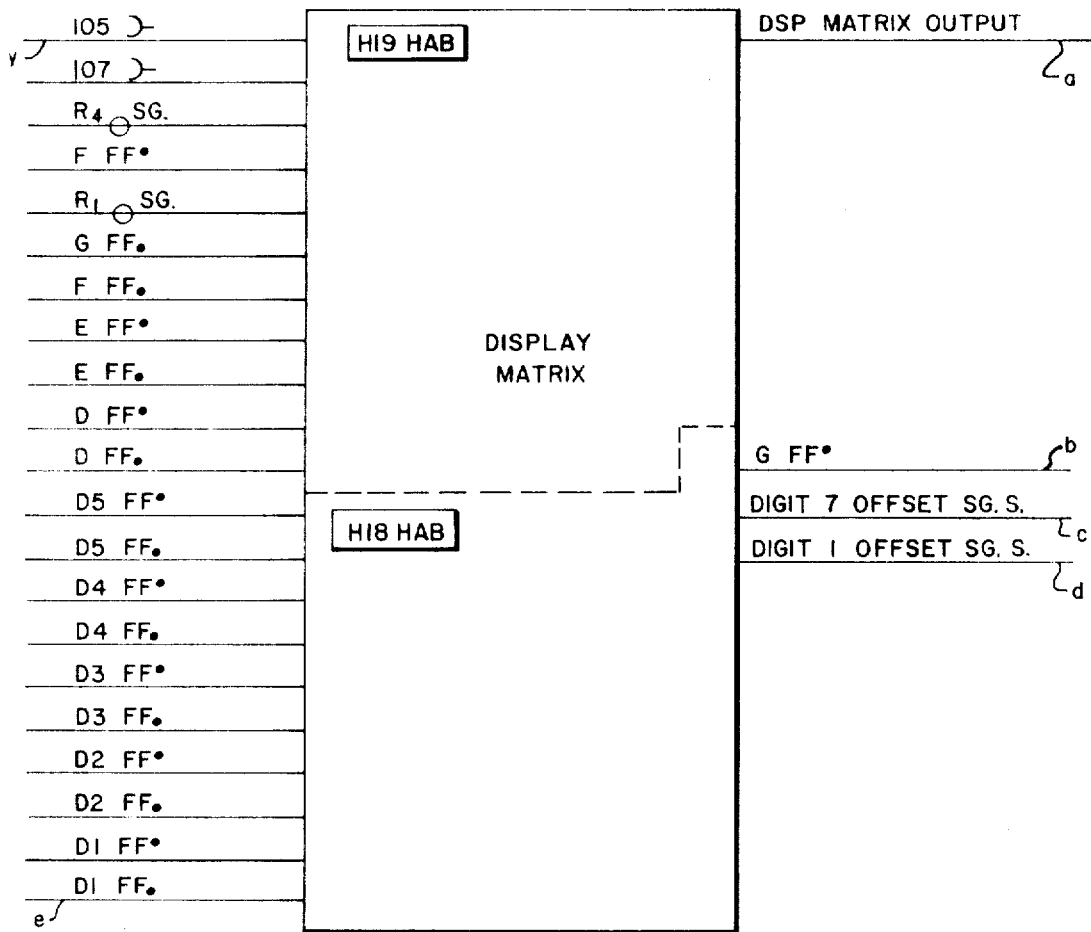 105
DSP MATRIX OUTPUT
y
H19 HAB
a
107
R4 SG.
F FF•
R1 SG.
G FF.
F FF.
E FF•
DISPLAY
MATRIX
E FF.
D FF•
D FF.
G FF•
b
D5 FF•
DIGIT 7 OFFSET SG. S.
c
H18 HAB
D5 FF.
DIGIT 1 OFFSET SG. S.
d
D4 FF•
D4 FF.
D3 FF•
D3 FF.
D2 FF•
D2 FF.
D1 FF•
D1 FF.
e